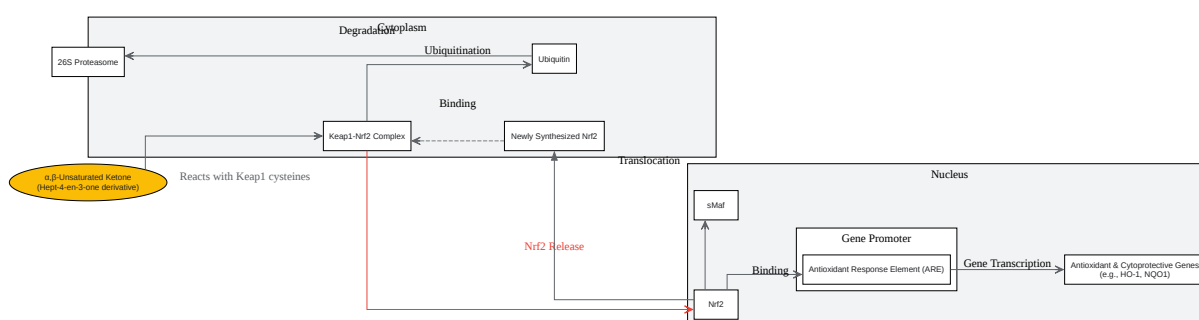 Cytoplasm
Degradation
Ubiquitination
26S Proteasome
Ubiquitin
Binding
Keap1-Nrf2 Complex
Newly Synthesized Nrf2
Translocation
α,β-Unsaturated Ketone
(Hept-4-en-3-one derivative)
Reacts with Keap1 cysteines
Nucleus
sMaf
Gene Promoter
Nrf2 Release
Binding
Antioxidant Response Element (ARE)
Gene Transcription
Antioxidant & Cytoprotective Genes
(e.g., HO-1, NQO1)
Nrf2